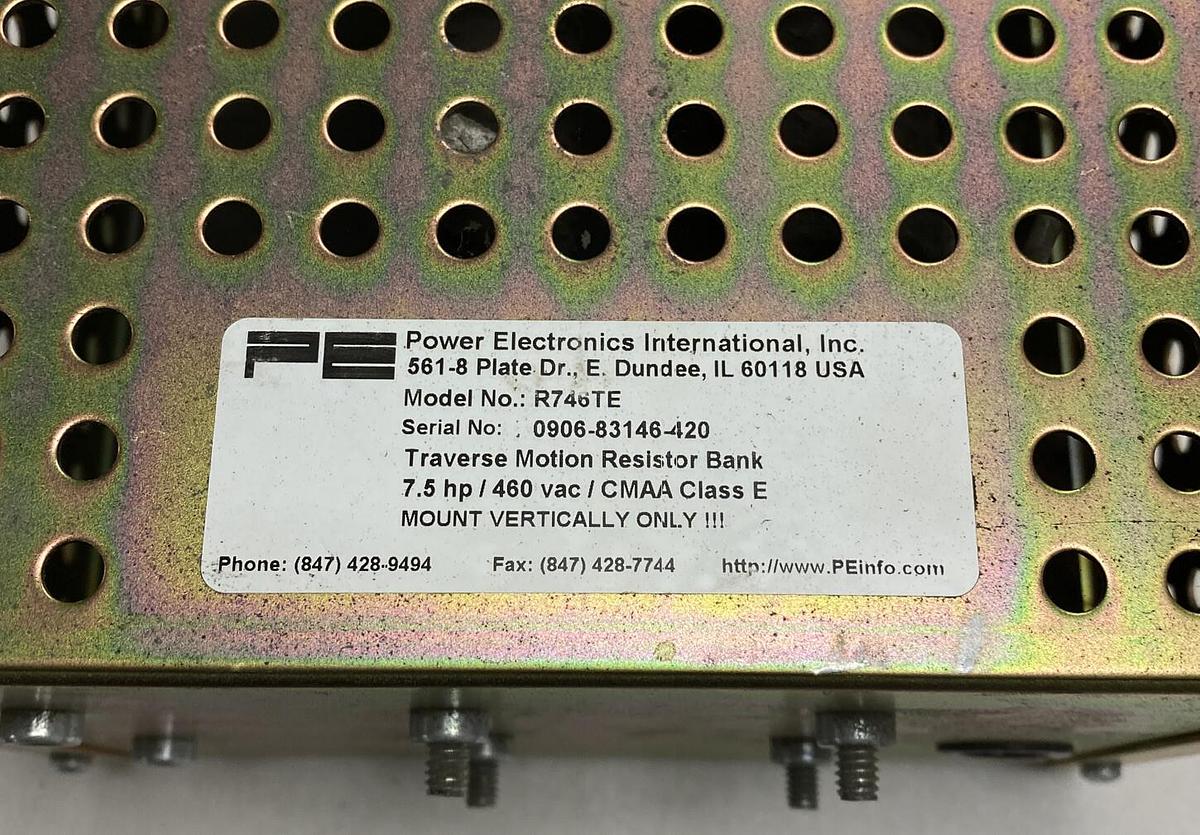 PE
Power Electronics International, Inc.
561-8 Plate Dr., E. Dundee, IL 60118 USA
Model No.: R746TE
Serial No: 0906-83146-420
Traverse Motion Resistor Bank
7.5 hp / 460 vac / CMAA Class E
MOUNT VERTICALLY ONLY !!!
Phone: (847) 428-9494 Fax: (847) 428-7744 http://www.PEinfo.com